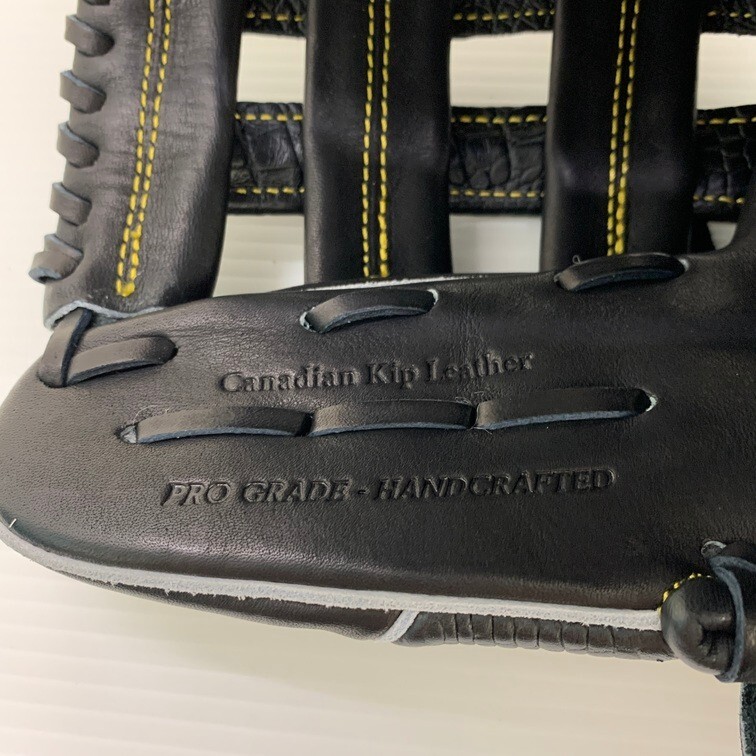 Canadian Kip Leather
PRO GRADE - HANDCRAFTED